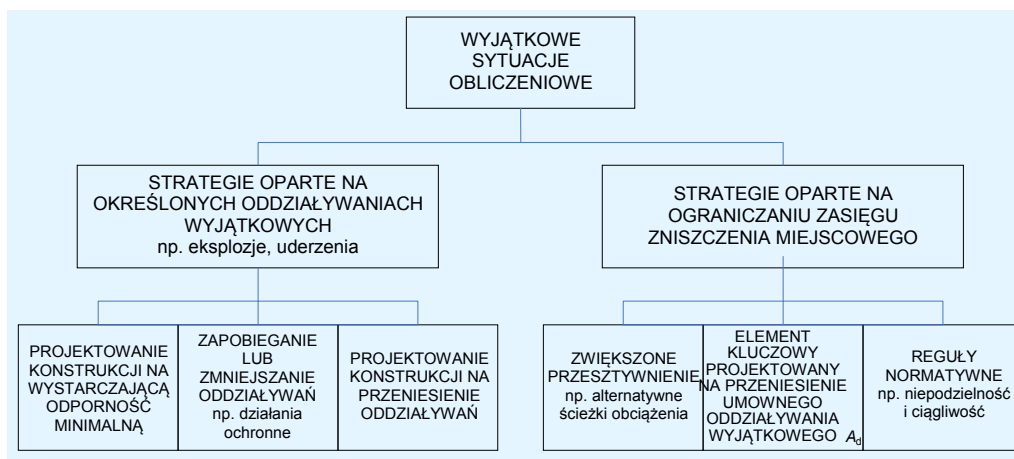 WYJĄTKOWE
SYTUACJE
OBLICZENIOWE
STRATEGIE OPARTE NA
OKREŚLONYCH ODDZIAŁYWANIACH
WYJĄTKOWYCH
np. eksplozje, uderzenia
STRATEGIE OPARTE NA
OGRANICZANIU ZASIĘGU
ZNISZCZENIA MIEJSCOWEGO
PROJEKTOWANIE
KONSTRUKCJI NA
WYSTARCZAJĄCĄ
ODPORNOŚĆ
MINIMALNĄ
ZAPOBIEGANIE
LUB
ZMNIEJSZANIE
ODDZIAŁYWAŃ
np. działania
ochronne
PROJEKTOWANIE
KONSTRUKCJI NA
PRZENIESIENIE
ODDZIAŁYWAŃ
ZWIĘKSZONE
PRZESZTYWNIENIE
np. alternatywne
ścieżki obciążenia
ELEMENT
KLUCZOWY
PROJEKTOWANY
NA PRZENIESIENIE
UMOWNEGO
ODDZIAŁYWANIA
WYJĄTKOWEGO Ad
REGUŁY
NORMATYWNE
np. niepodzielność
i ciągliwość